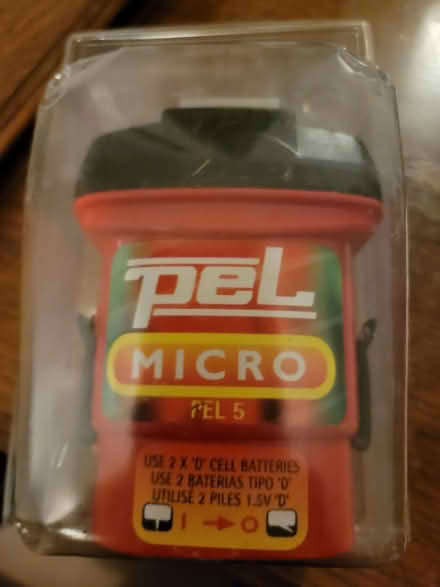 PEL
MICRO
PEL 5
USE 2 X 'D' CELL BATTERIES
USE 2 BATERIAS TIPO 'D'
UTILISE 2 PILES 1.5V 'D'
I → O